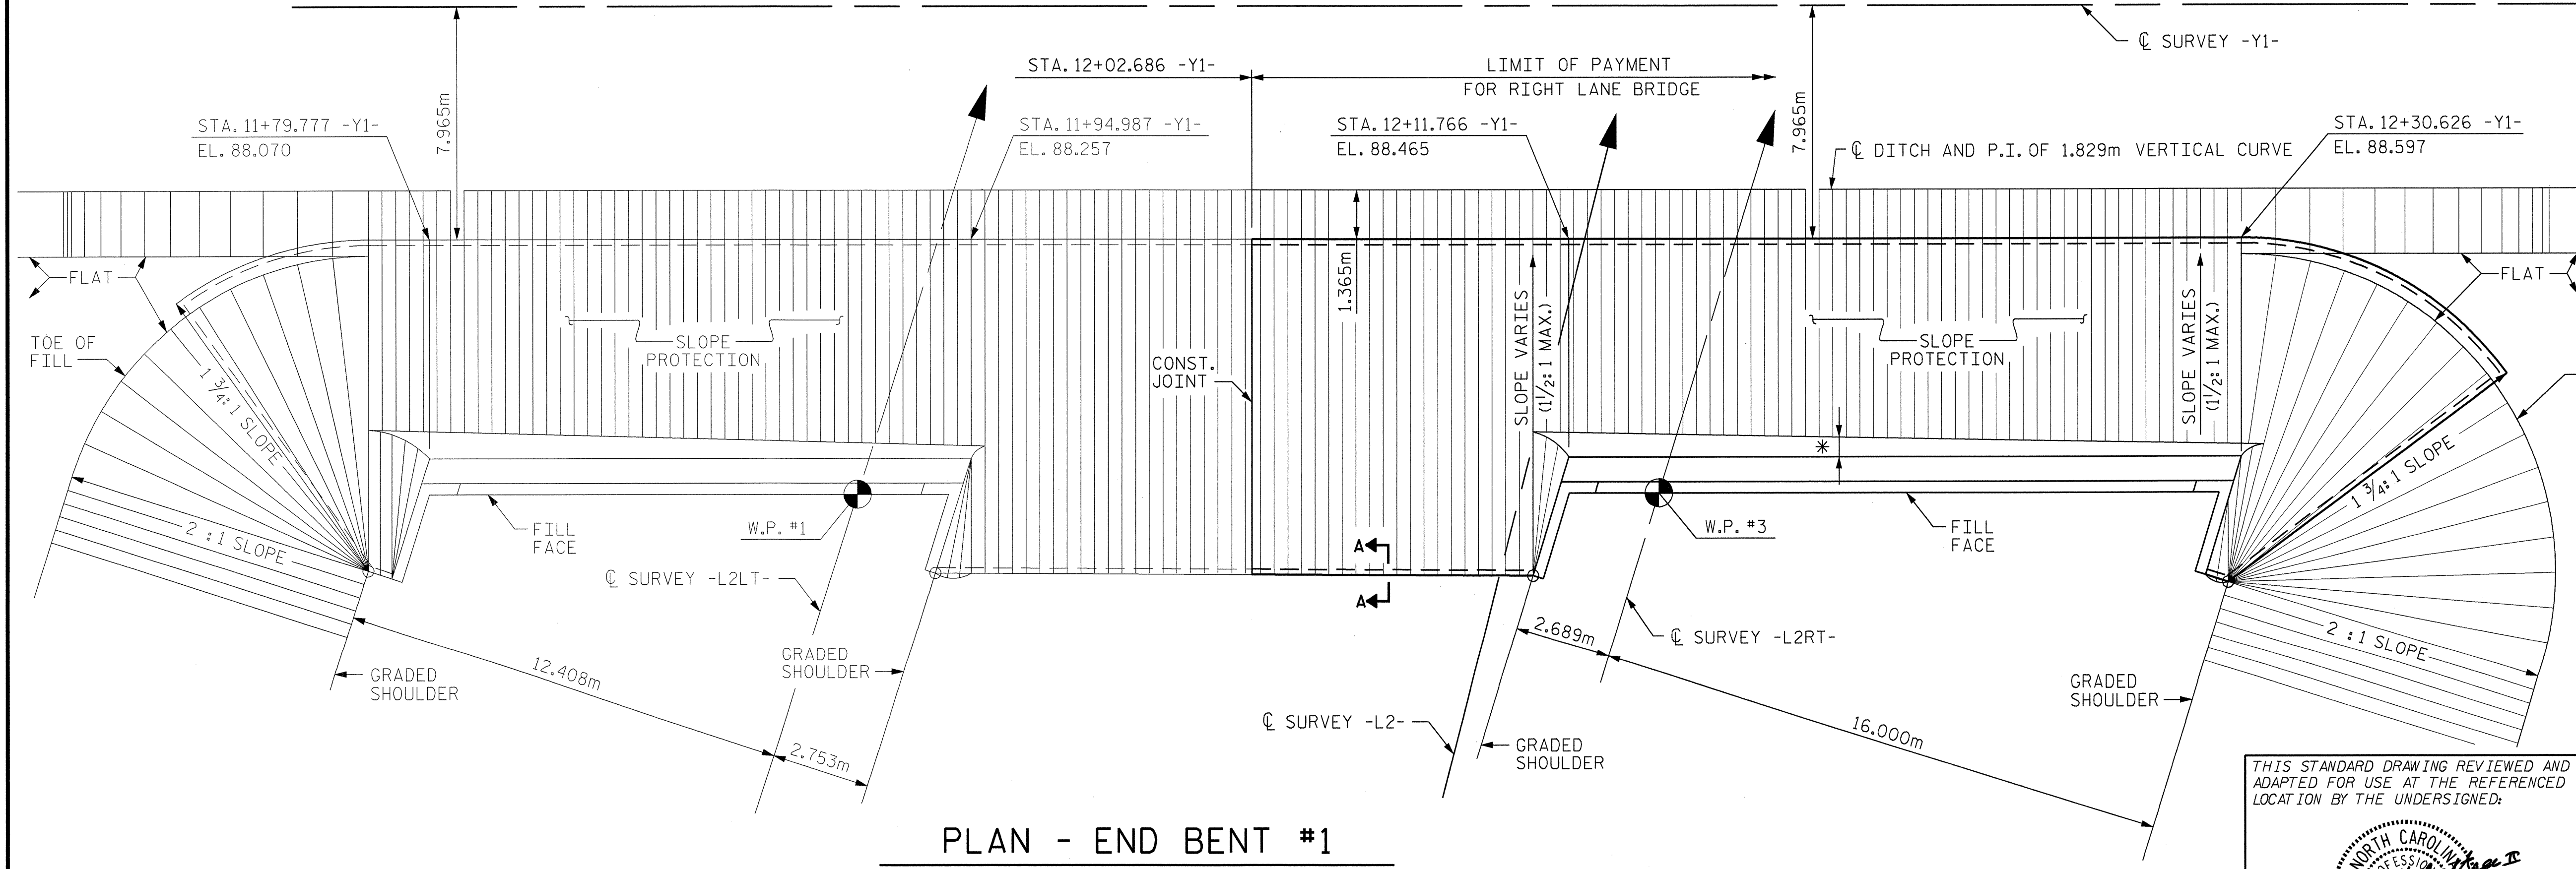 ℄ SURVEY -Y1-
STA. 12+02.686 -Y1-
LIMIT OF PAYMENT
FOR RIGHT LANE BRIDGE
7.965m
7.965m
STA. 11+79.777 -Y1-
EL. 88.070
STA. 11+94.987 -Y1-
EL. 88.257
STA. 12+11.766 -Y1-
EL. 88.465
STA. 12+30.626 -Y1-
EL. 88.597
℄ DITCH AND P.I. OF 1.829m VERTICAL CURVE
FLAT
FLAT
1.365m
TOE OF
FILL
SLOPE
PROTECTION
SLOPE
PROTECTION
CONST.
JOINT
SLOPE VARIES
(1 1/2: 1 MAX.)
SLOPE VARIES
(1 1/2: 1 MAX.)
1 3/4: 1 SLOPE
1 3/4: 1 SLOPE
*
2 : 1 SLOPE
FILL
FACE
W.P. #1
W.P. #3
FILL
FACE
A
A
℄ SURVEY -L2LT-
℄ SURVEY -L2RT-
2.689m
2 : 1 SLOPE
GRADED
SHOULDER
12.408m
GRADED
SHOULDER
2.753m
℄ SURVEY -L2-
GRADED
SHOULDER
16.000m
GRADED
SHOULDER
PLAN - END BENT #1
THIS STANDARD DRAWING REVIEWED AND
ADAPTED FOR USE AT THE REFERENCED
LOCATION BY THE UNDERSIGNED:
NORTH CAROLINA